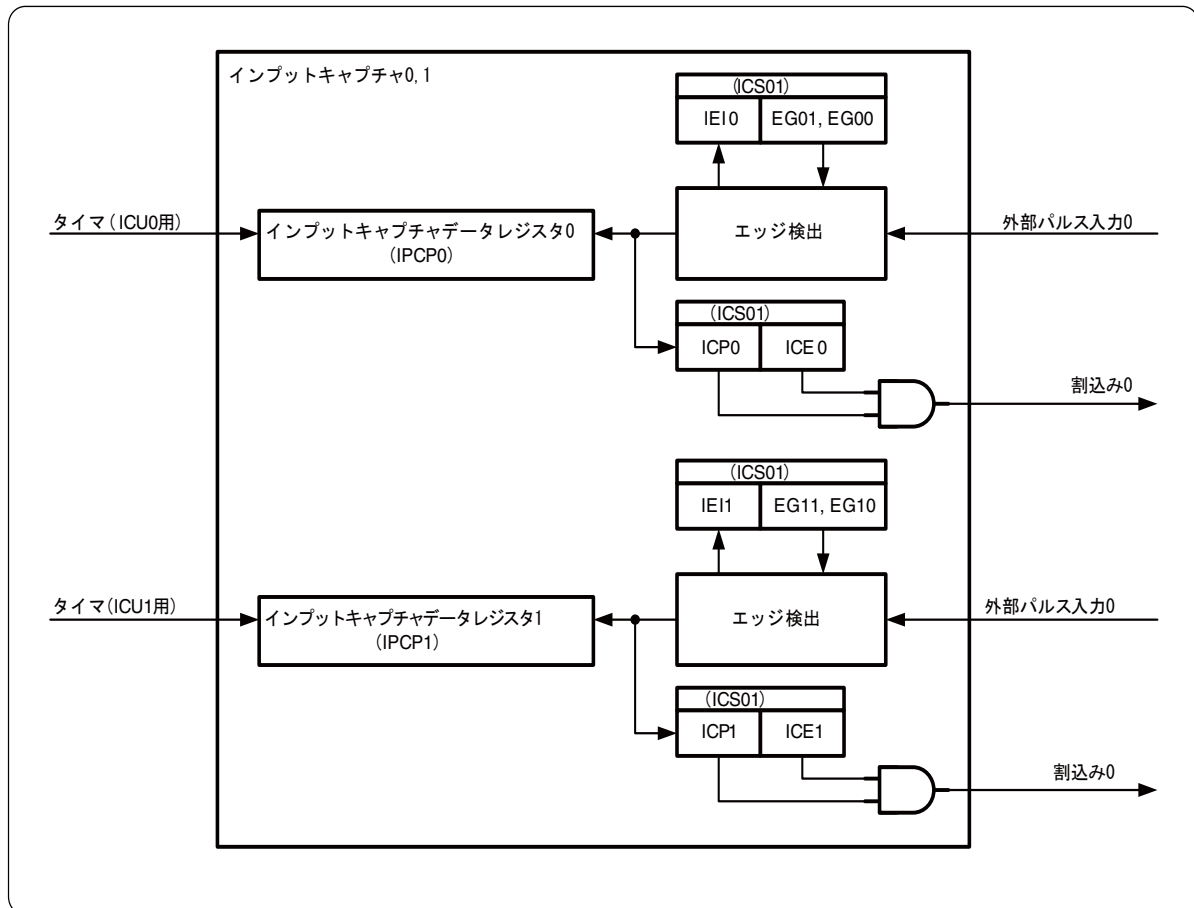 インプットキャプチャ0, 1
(ICS01)
IEI0
EG01, EG00
タイマ(ICU0用)
インプットキャプチャデータレジスタ0
(IPCP0)
エッジ検出
外部パルス入力0
(ICS01)
ICP0
ICE0
割込み0
(ICS01)
IEI1
EG11, EG10
タイマ(ICU1用)
インプットキャプチャデータレジスタ1
(IPCP1)
エッジ検出
外部パルス入力0
(ICS01)
ICP1
ICE1
割込み0